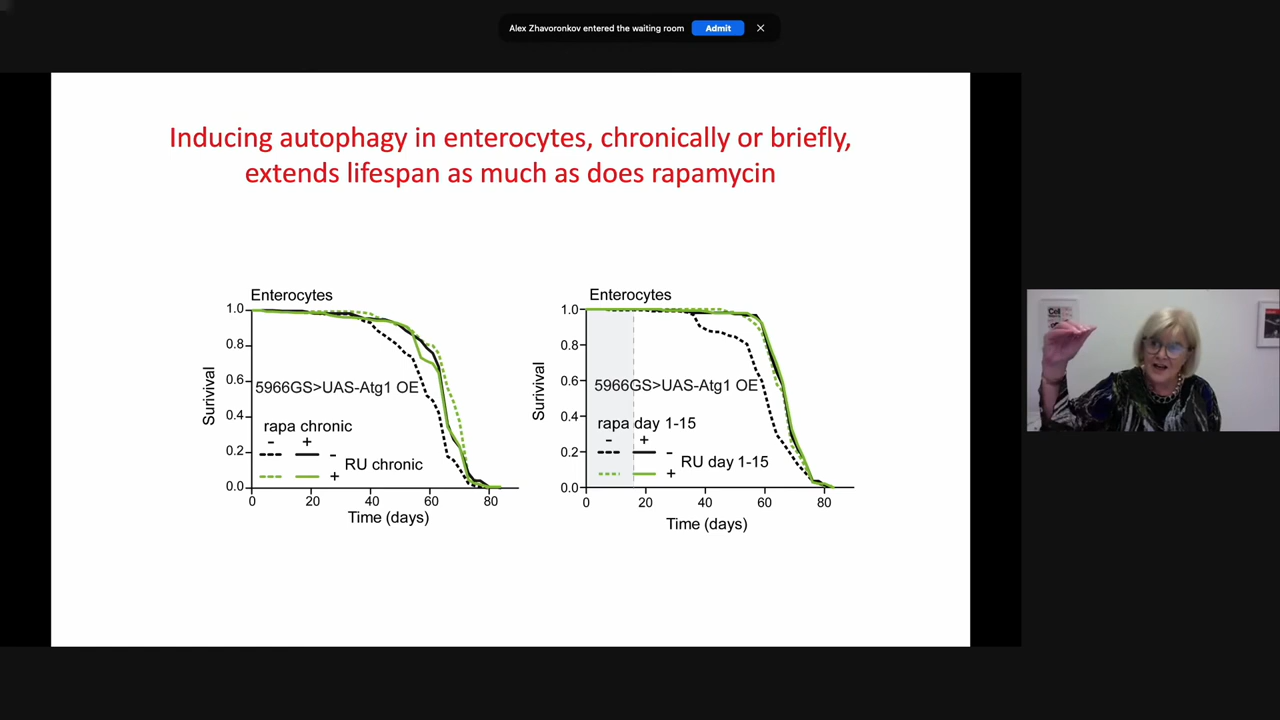 Alex Zhavoronkov entered the waiting room Admit
Inducing autophagy in enterocytes, chronically or briefly,
extends lifespan as much as does rapamycin
Enterocytes
1.0
0.8
0.6
0.4
0.2
0.0
Survival
5966GS>UAS-Atg1 OE
rapa chronic
- +
-
RU chronic
+
0 20 40 60 80
Time (days)
Enterocytes
1.0
0.8
0.6
0.4
0.2
0.0
Survival
5966GS>UAS-Atg1 OE
rapa day 1-15
- +
-
RU day 1-15
+
0 20 40 60 80
Time (days)
Cell